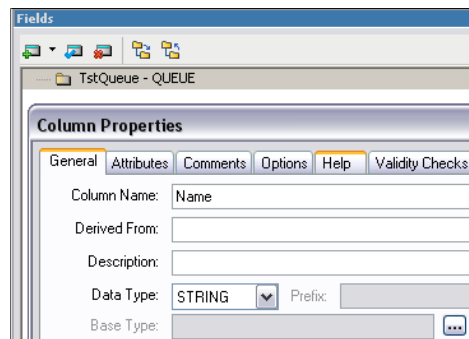 Fields
TstQueue - QUEUE
Column Properties
General Attributes Comments Options Help Validity Checks
Column Name: Name
Derived From:
Description:
Data Type: STRING Prefix:
Base Type: ...